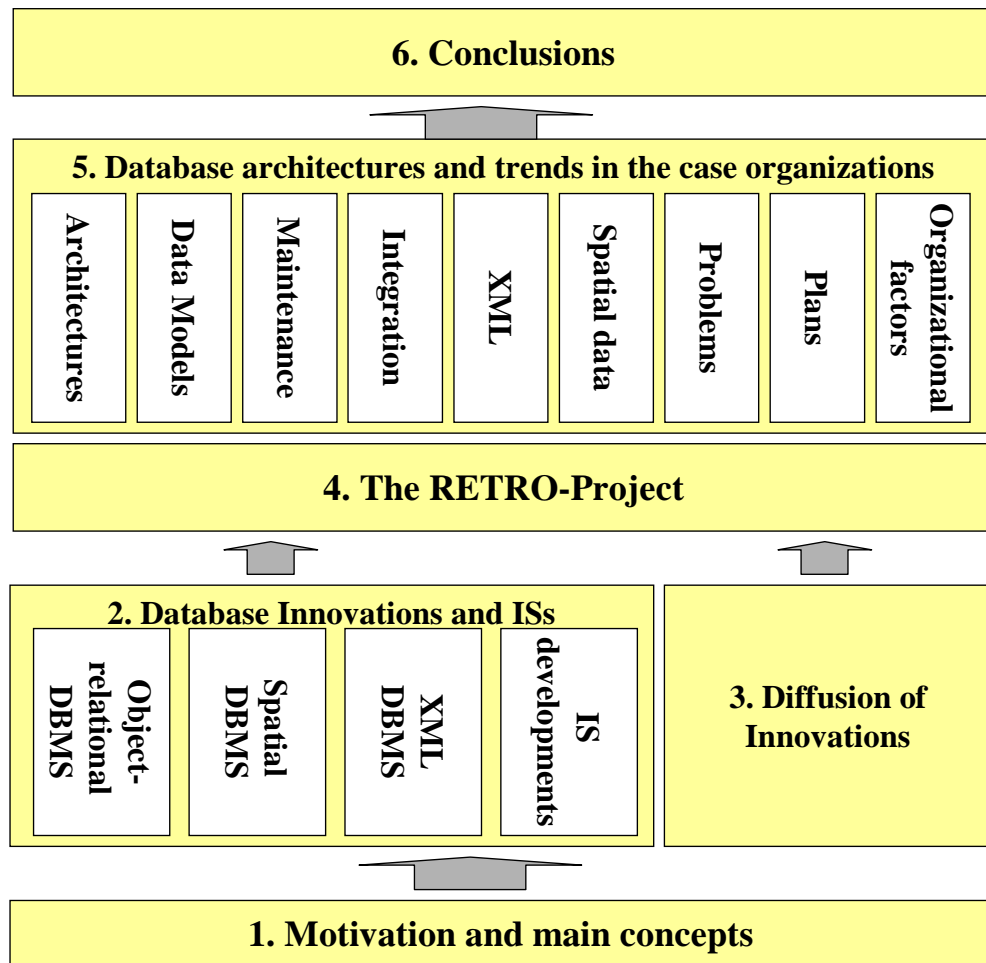 6. Conclusions
5. Database architectures and trends in the case organizations
Architectures
Data Models
Maintenance
Integration
XML
Spatial data
Problems
Plans
Organizational
factors
4. The RETRO-Project
2. Database Innovations and ISs
Object-
relational
DBMS
Spatial
DBMS
XML
DBMS
IS
developments
3. Diffusion of
Innovations
1. Motivation and main concepts